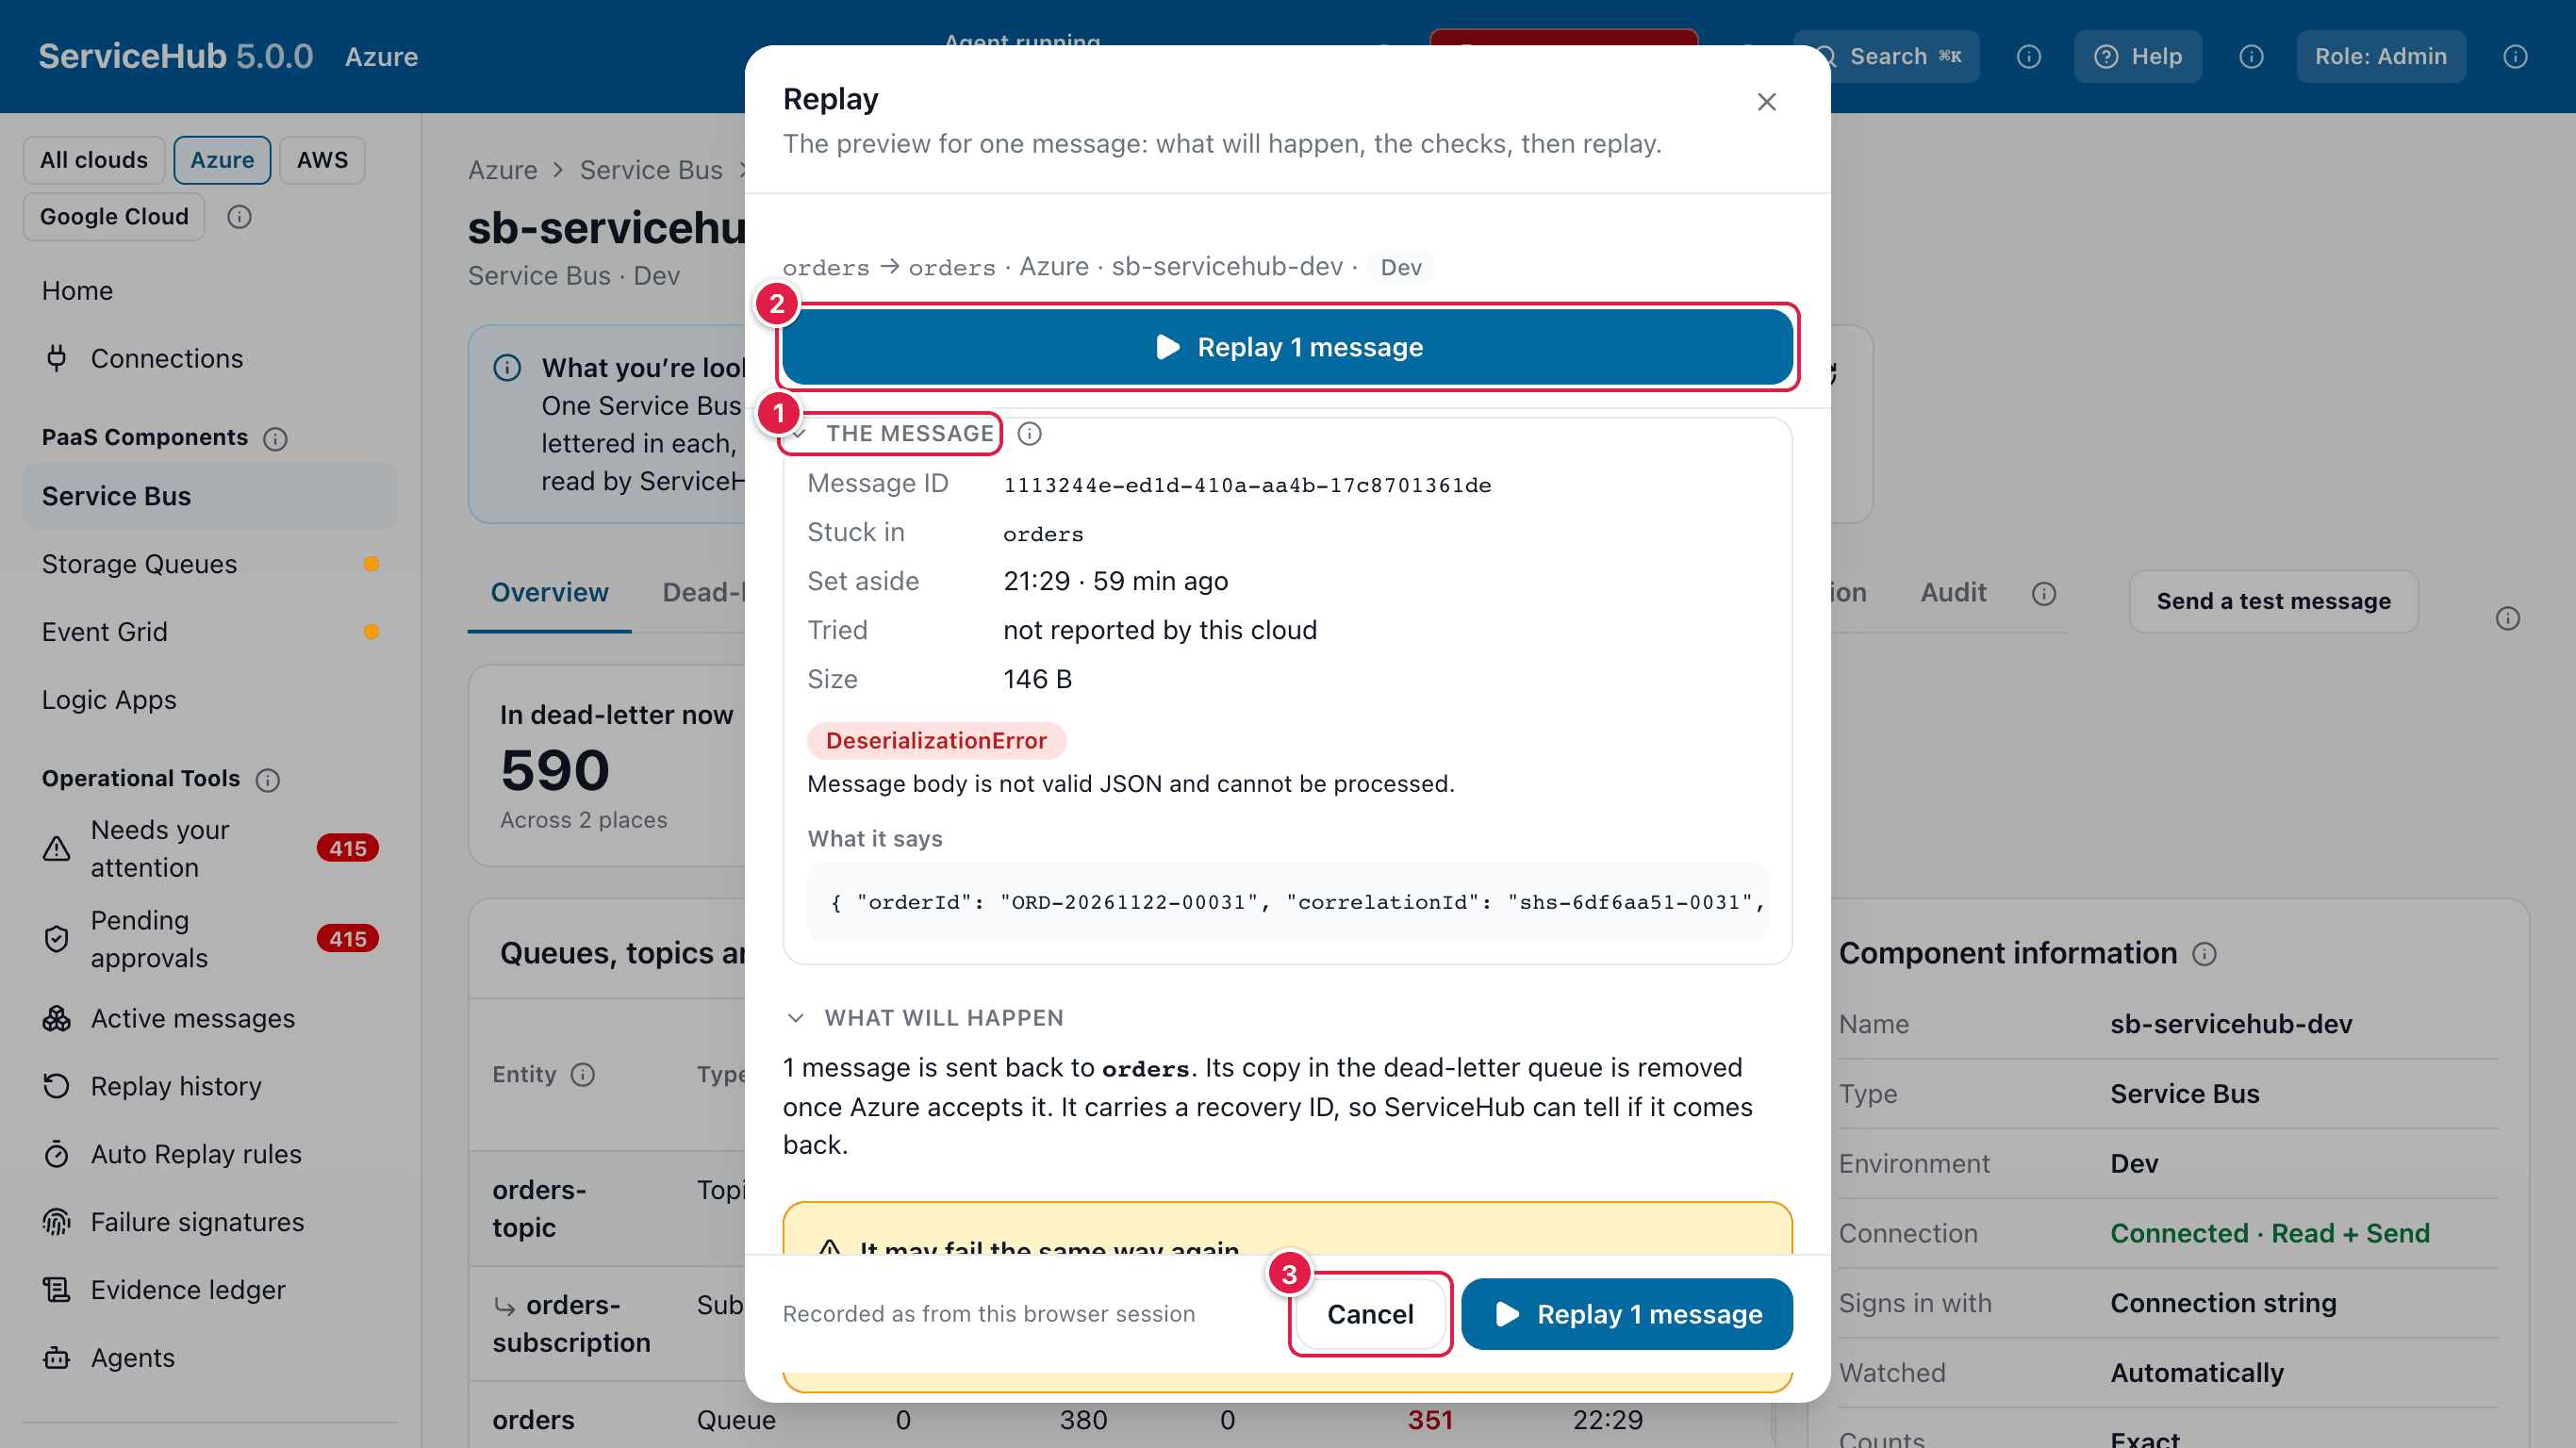 ServiceHub 5.0.0 Azure
Agent running
Search ⌘K
Help
Role: Admin
All clouds
Azure
AWS
Google Cloud
Home
Connections
PaaS Components
Service Bus
Storage Queues
Event Grid
Logic Apps
Operational Tools
Needs your attention
415
Pending approvals
415
Active messages
Replay history
Auto Replay rules
Failure signatures
Evidence ledger
Agents
Azure > Service Bus >
sb-servicehu
Service Bus · Dev
What you're
One Service Bus
lettered in each,
read by
Overview
Audit
Send a test message
In dead-letter now
590
Across 2 places
Queues, topics
Entity
orders-topic
orders-subscription
orders Queue 0 380 0 351 22:29
Component information
Name sb-servicehub-dev
Type Service Bus
Environment Dev
Connection Connected · Read + Send
Signs in with Connection string
Watched Automatically
Counts Exact
Replay
The preview for one message: what will happen, the checks, then replay.
orders → orders · Azure · sb-servicehub-dev · Dev
2
Replay 1 message
1
THE MESSAGE
Message ID 1113244e-ed1d-410a-aa4b-17c8701361de
Stuck in orders
Set aside 21:29 · 59 min ago
Tried not reported by this cloud
Size 146 B
DeserializationError
Message body is not valid JSON and cannot be processed.
What it says
{ "orderId": "ORD-20261122-00031", "correlationId": "shs-6df6aa51-0031",
WHAT WILL HAPPEN
1 message is sent back to orders. Its copy in the dead-letter queue is removed
once Azure accepts it. It carries a recovery ID, so ServiceHub can tell if it comes
back.
It may fail the same way again
3
Recorded as from this browser session
Cancel
Replay 1 message